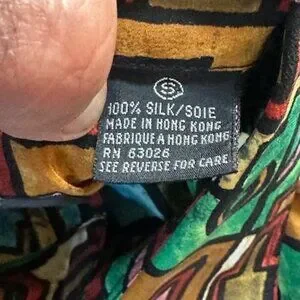 S
100% SILK/SOIE
MADE IN HONG KONG
FABRIQUE A HONG KONG
RN 63026
SEE REVERSE FOR CARE